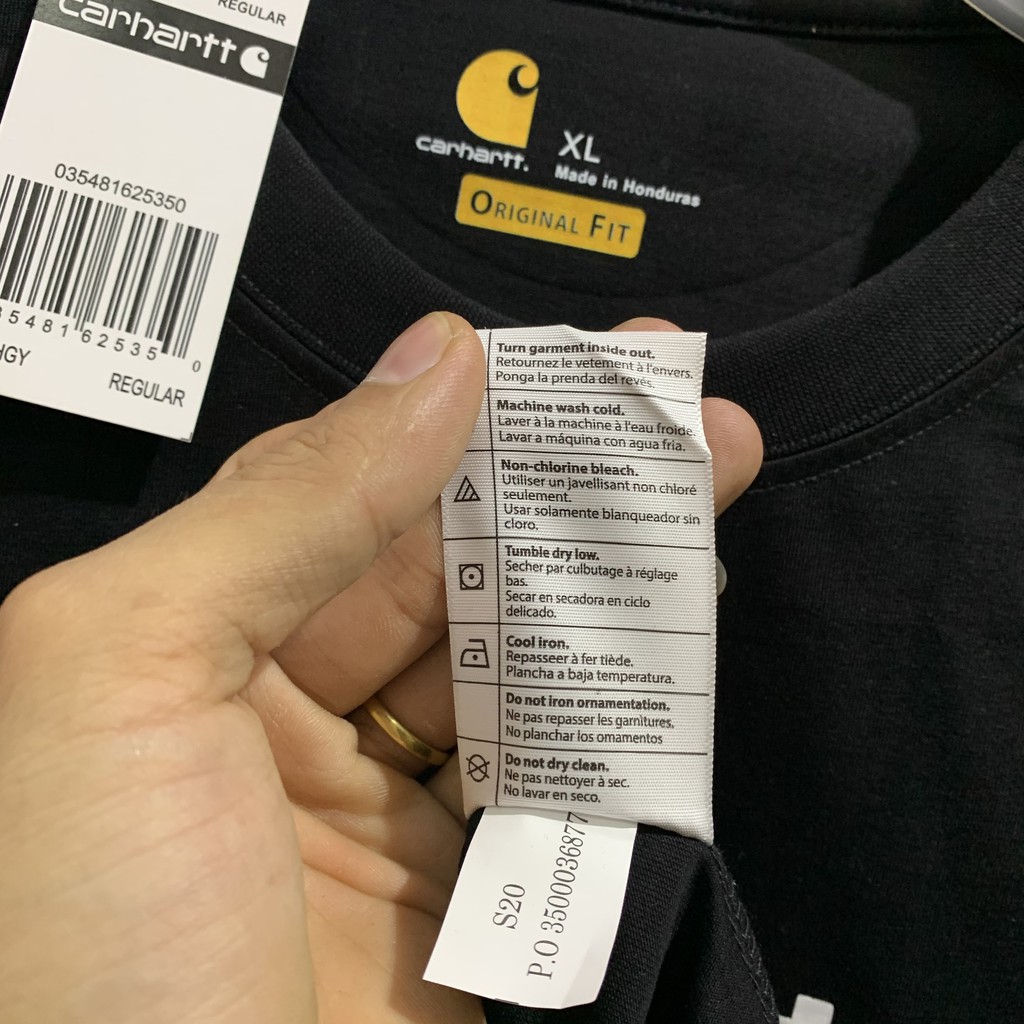 REGULAR
carhartt
035481625350
5481 62535 0
REGULAR
carhartt.
XL
Made in Honduras
ORIGINAL FIT
Turn garment inside out.
Retournez le vetement à l'envers.
Ponga la prenda del revés.
Machine wash cold.
Laver à la machine à l'eau froide.
Lavar a máquina con agua fria.
Non-chlorine bleach.
Utiliser un javellisant non chloré
seulement.
Usar solamente blanqueador sin
cloro.
Tumble dry low.
Secher par culbutage à réglage
bas.
Secar en secadora en ciclo
delicado.
Cool iron.
Repasseer à fer tiède.
Plancha a baja temperatura.
Do not iron ornamentation.
Ne pas repasser les garnitures.
No planchar los omamentos
Do not dry clean.
Ne pas nettoyer à sec.
No lavar en seco.
S20
P.O 3500036877